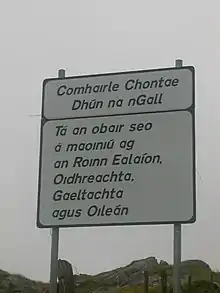 Comhairle Chontae
Dhún na nGall
Tá an obair seo
á maoiniú ag
an Roinn Ealaíon,
Oidhreachta,
Gaeltachta
agus Oileán